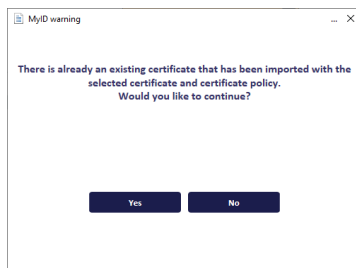 MyID warning
... 
There is already an existing certificate that has been imported with the
selected certificate and certificate policy.
Would you like to continue?
Yes No